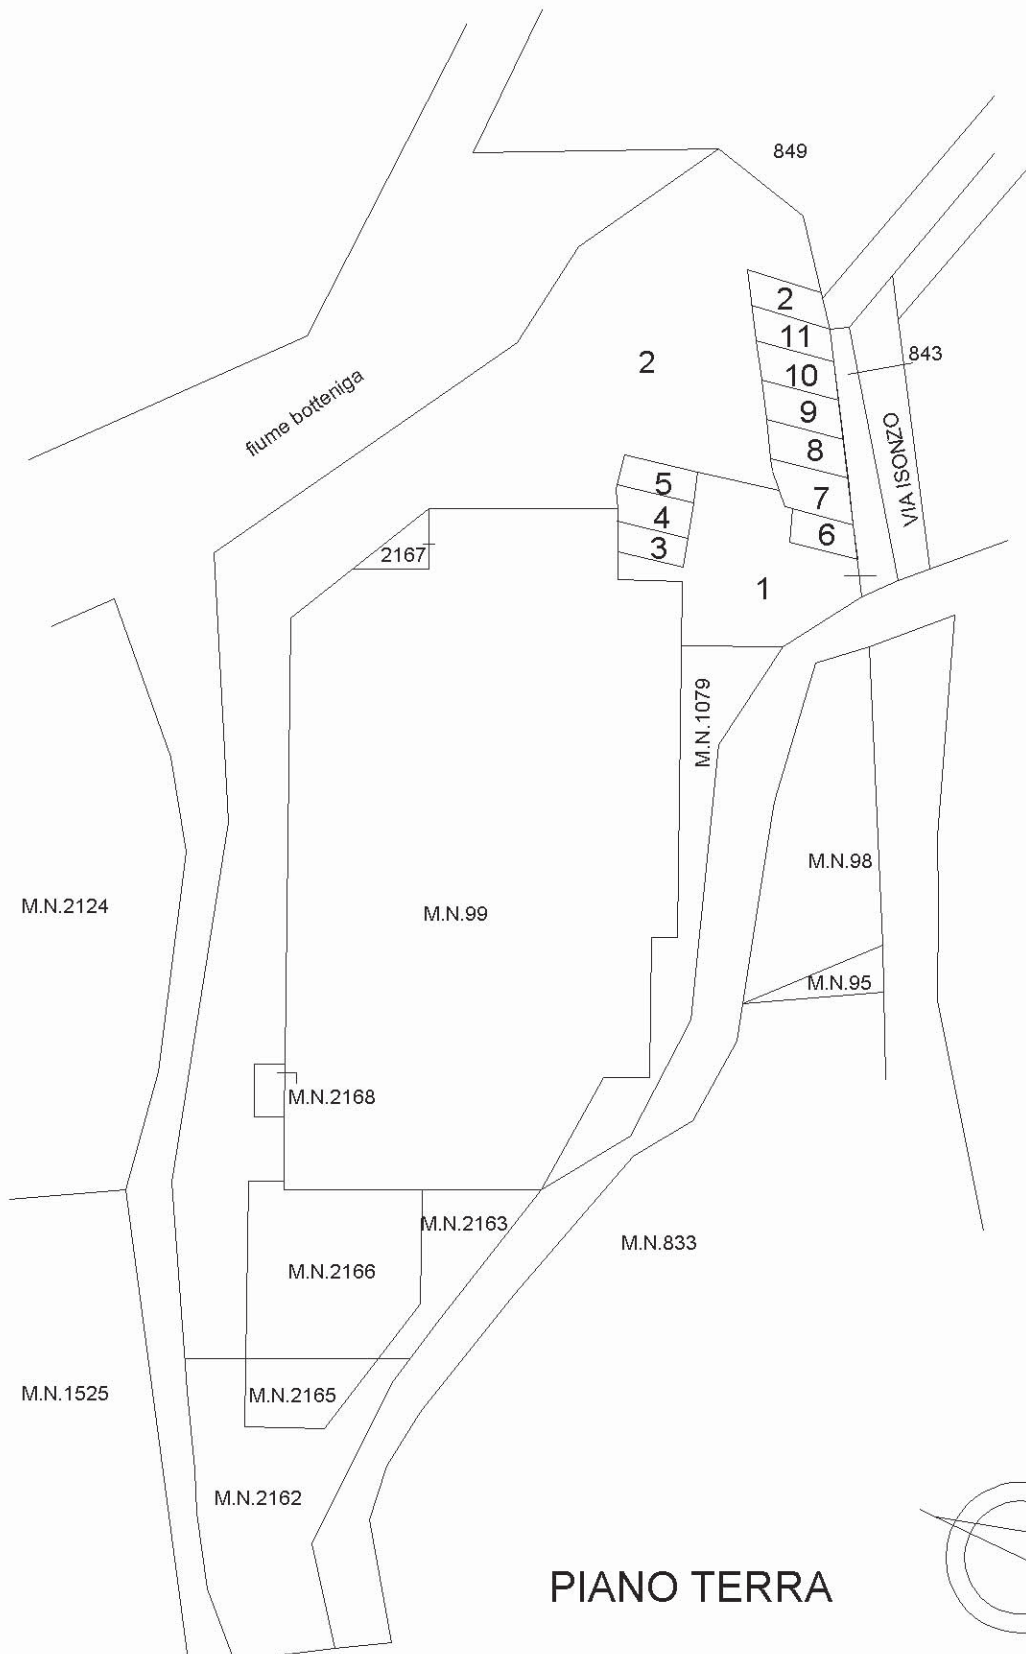 849
2
11
843
2
10
fiume botteniga
9
8
VIA ISONZO
5
7
4
6
3
2167
1
M.N.1079
M.N.98
M.N.2124
M.N.99
M.N.95
M.N.2168
M.N.2163
M.N.833
M.N.2166
M.N.1525
M.N.2165
M.N.2162
PIANO TERRA